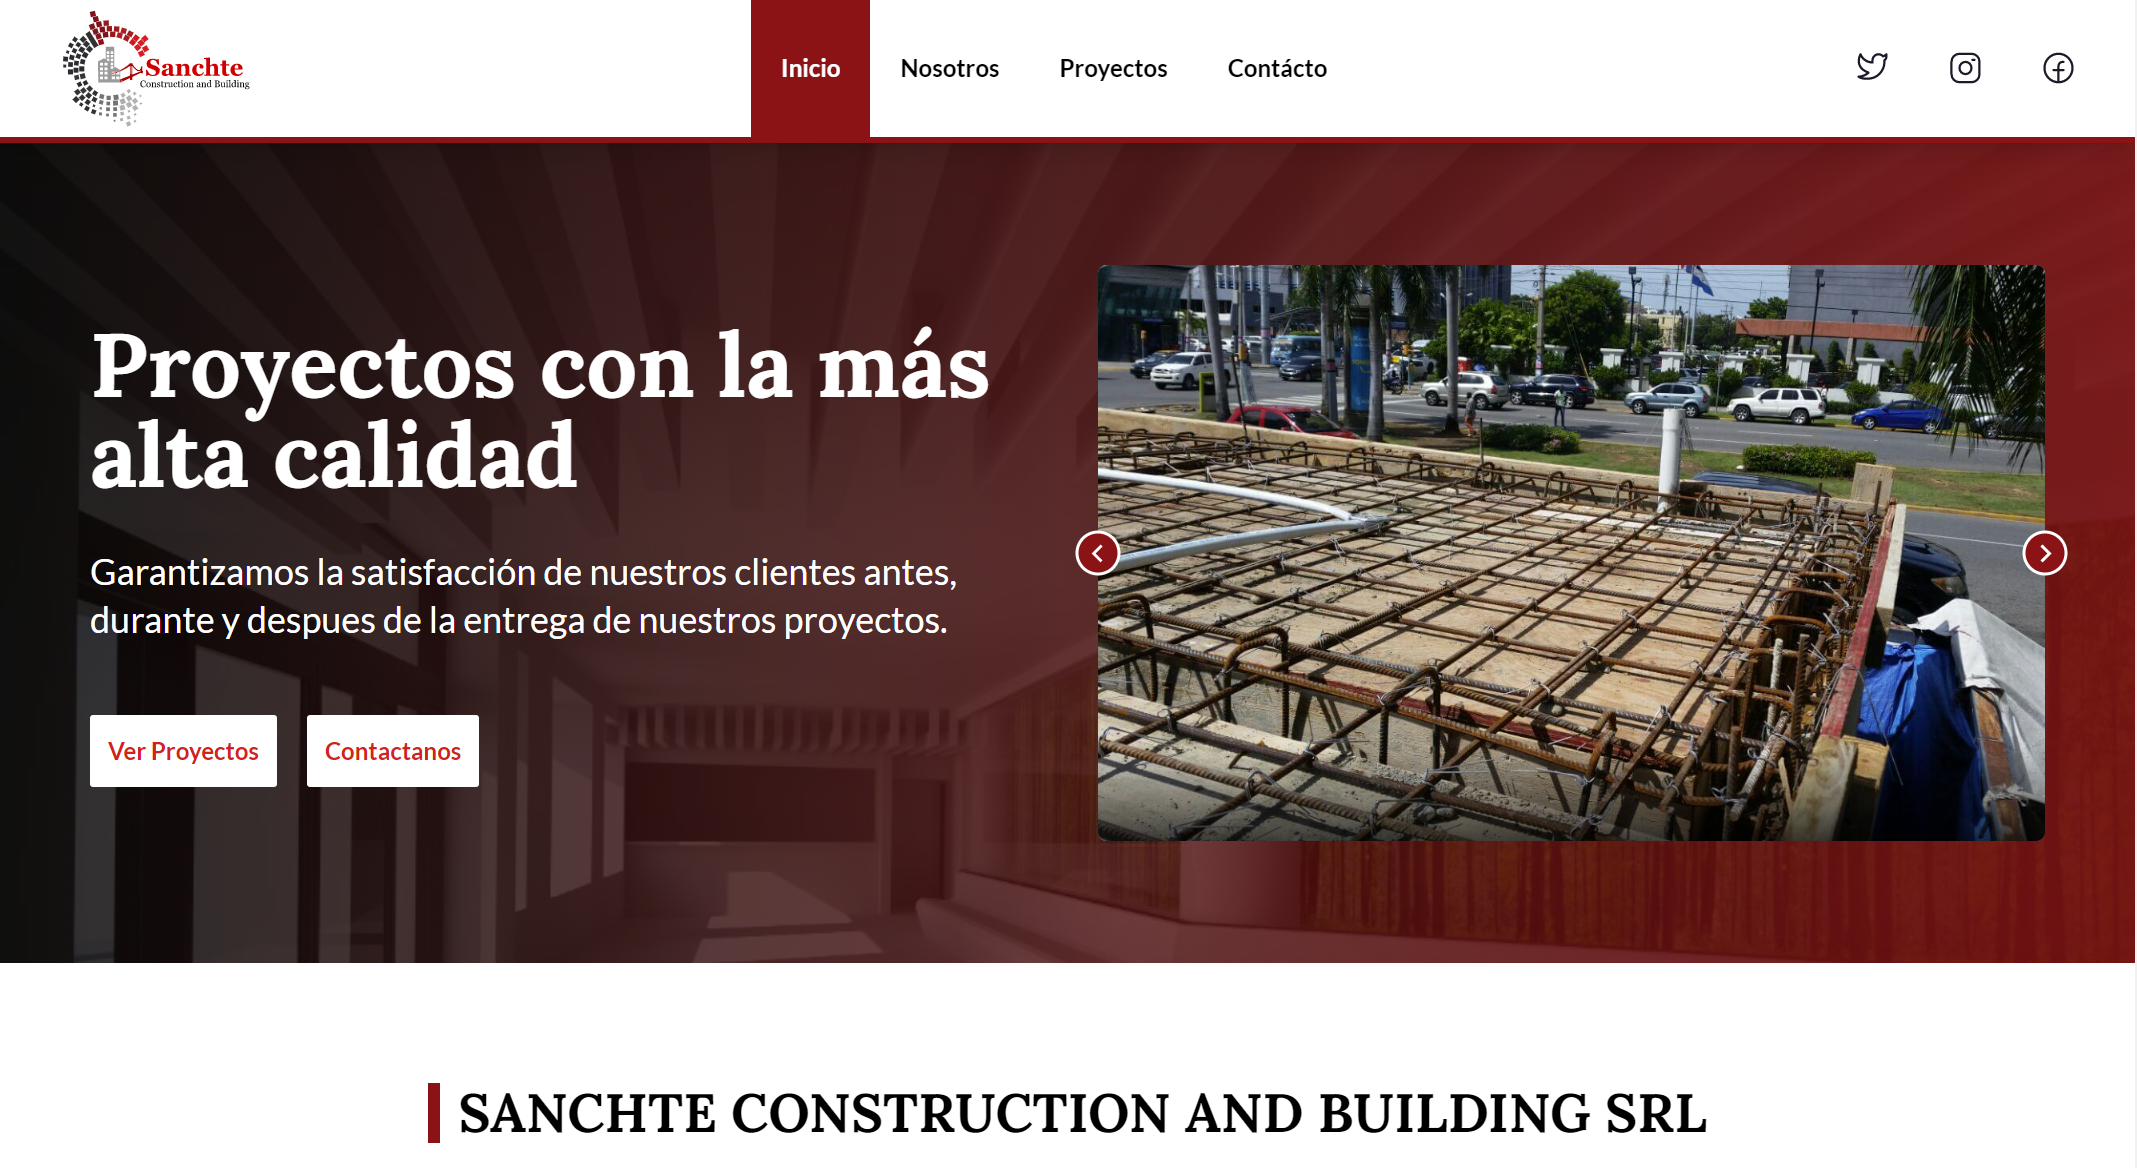 Sanchte
Construction and Building
Inicio
Nosotros
Proyectos
Contácto
Proyectos con la más
alta calidad
Garantizamos la satisfacción de nuestros clientes antes,
durante y despues de la entrega de nuestros proyectos.
Ver Proyectos
Contactanos
SANCHTE CONSTRUCTION AND BUILDING SRL